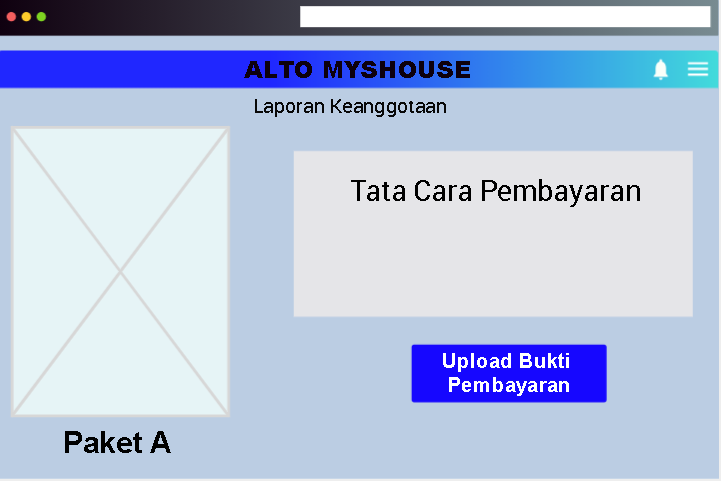 ALTO MYSHOUSE
Laporan Keanggotaan
Tata Cara Pembayaran
Upload Bukti
Pembayaran
Paket A